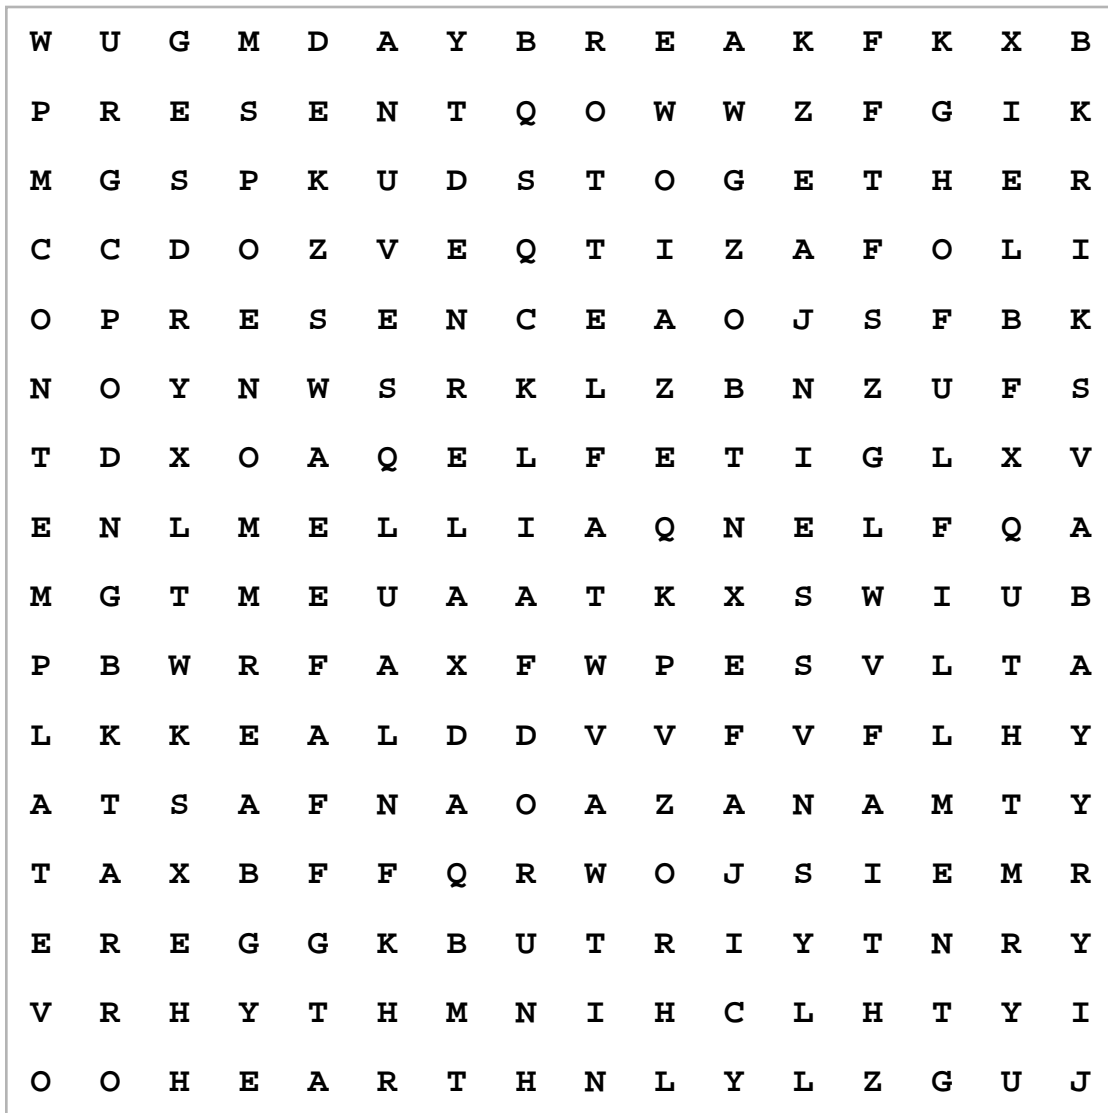 W U G M D A Y B R E A K F K X B
P R E S E N T Q O W W Z F G I K
M G S P K U D S T O G E T H E R
C C D O Z V E Q T I Z A F O L I
O P R E S E N C E A O J S F B K
N O Y N W S R K L Z B N Z U F S
T D X O A Q E L F E T I G L X V
E N L M E L L I A Q N E L F Q A
M G T M E U A A T K X S W I U B
P B W R F A X F W P E S V L T A
L K K E A L D D V V F V F L H Y
A T S A F N A O A Z A N A M T Y
T A X B F F Q R W O J S I E M R
E R E G G K B U T R I Y T N R Y
V R H Y T H M N I H C L H T Y I
O O H E A R T H N L Y L Z G U J